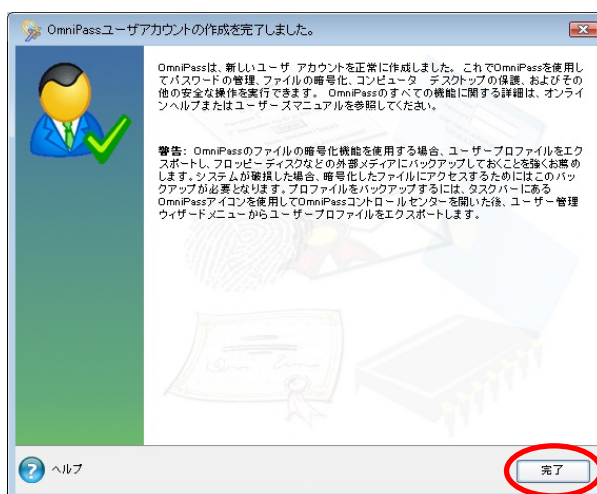 OmniPassユーザアカウントの作成を完了しました。
OmniPassは、新しいユーザ アカウントを正常に作成しました。 これでOmniPassを使用し
てパスワードの管理、ファイルの暗号化、コンピュータ デスクトップの保護、およびその
他の安全な操作を実行できます。 OmniPassのすべての機能に関する詳細は、オンライ
ンヘルプまたはユーザーズマニュアルを参照してください。
警告: OmniPassのファイルの暗号化機能を使用する場合、ユーザープロファイルをエク
スポートし、フロッピーディスクなどの外部メディアにバックアップしておくことを強くお薦め
します。システムが破損した場合、暗号化したファイルにアクセスするためにはこのバッ
クアップが必要となります。プロファイルをバックアップするには、タスクバーにある
OmniPassアイコンを使用してOmniPassコントロールセンターを開いた後、ユーザー管理
ウィザードメニューからユーザープロファイルをエクスポートします。
ヘルプ
完了